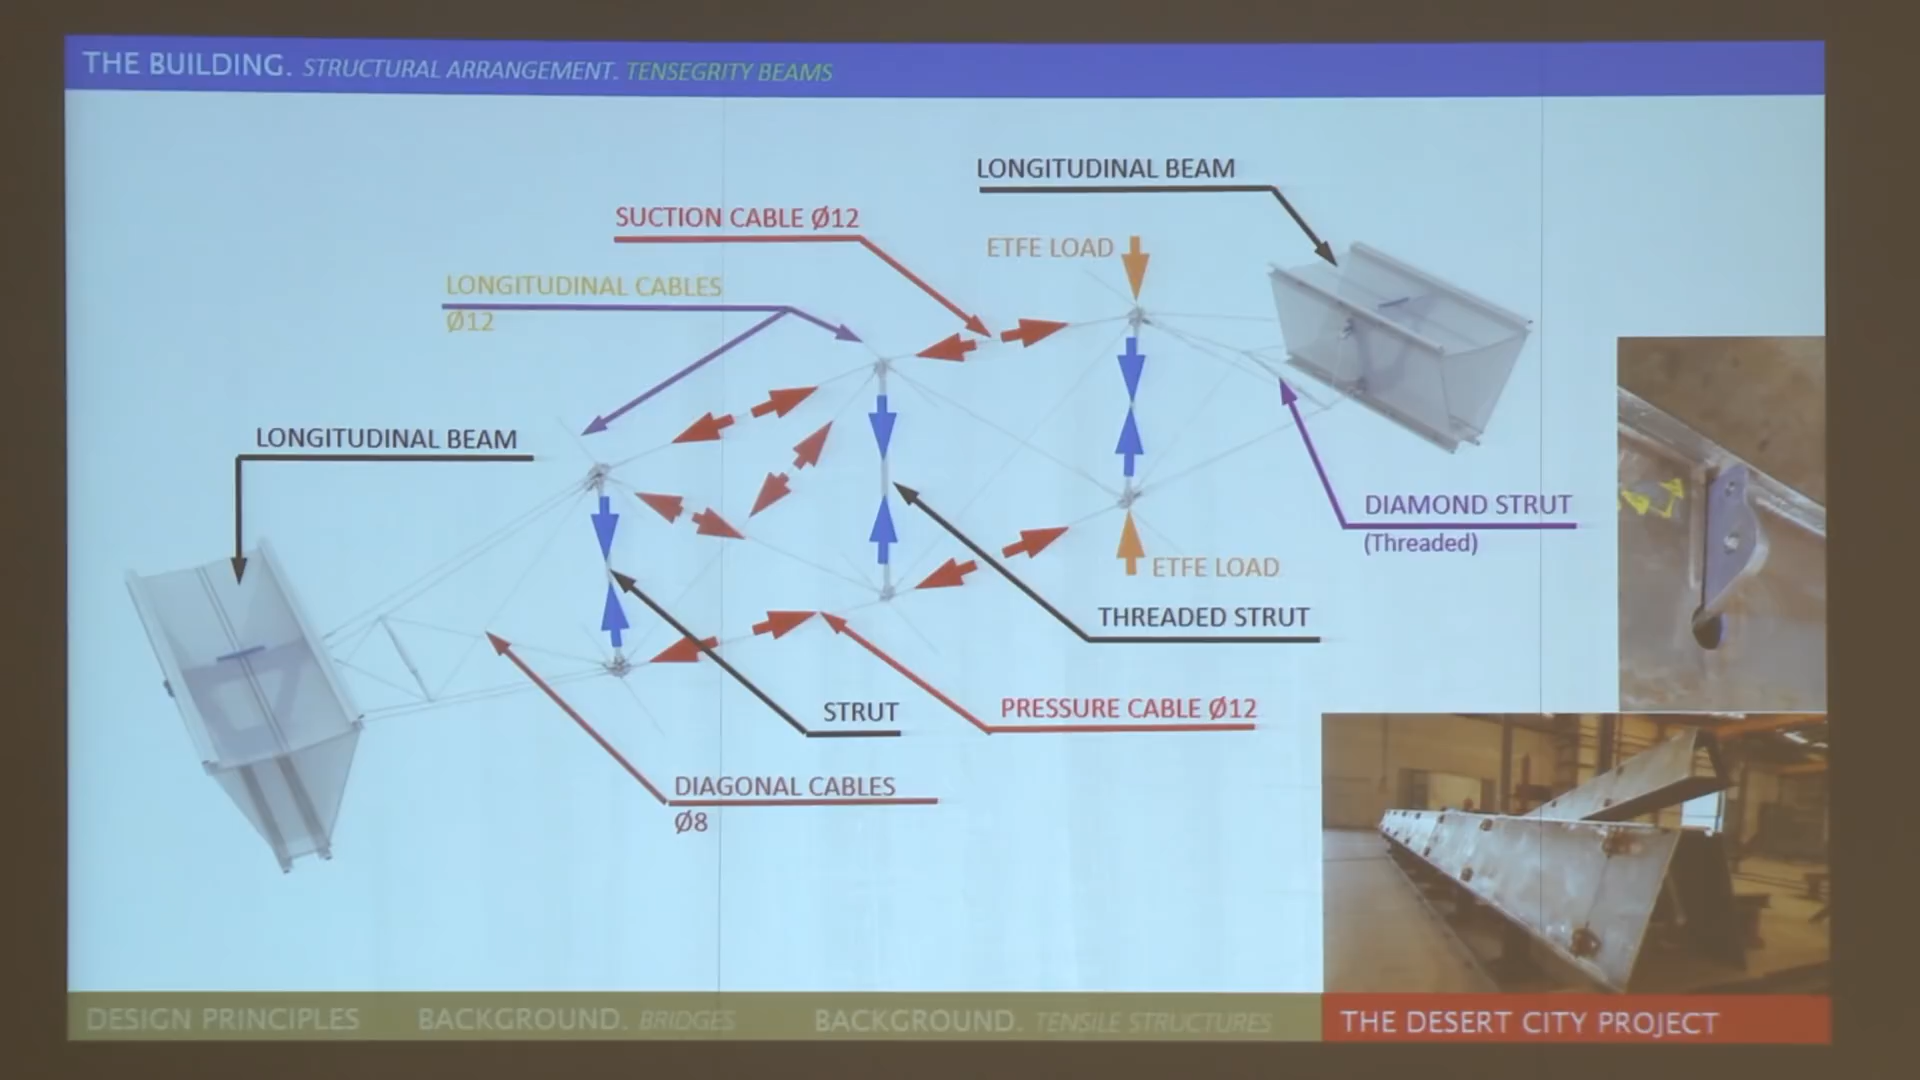 THE BUILDING. STRUCTURAL ARRANGEMENT. TENSEGRITY BEAMS
LONGITUDINAL BEAM
SUCTION CABLE Ø12
ETFE LOAD
LONGITUDINAL CABLES
Ø12
LONGITUDINAL BEAM
DIAMOND STRUT
(Threaded)
ETFE LOAD
THREADED STRUT
STRUT
PRESSURE CABLE Ø12
DIAGONAL CABLES
Ø8
DESIGN PRINCIPLES BACKGROUND. BRIDGES BACKGROUND. TENSILE STRUCTURES THE DESERT CITY PROJECT